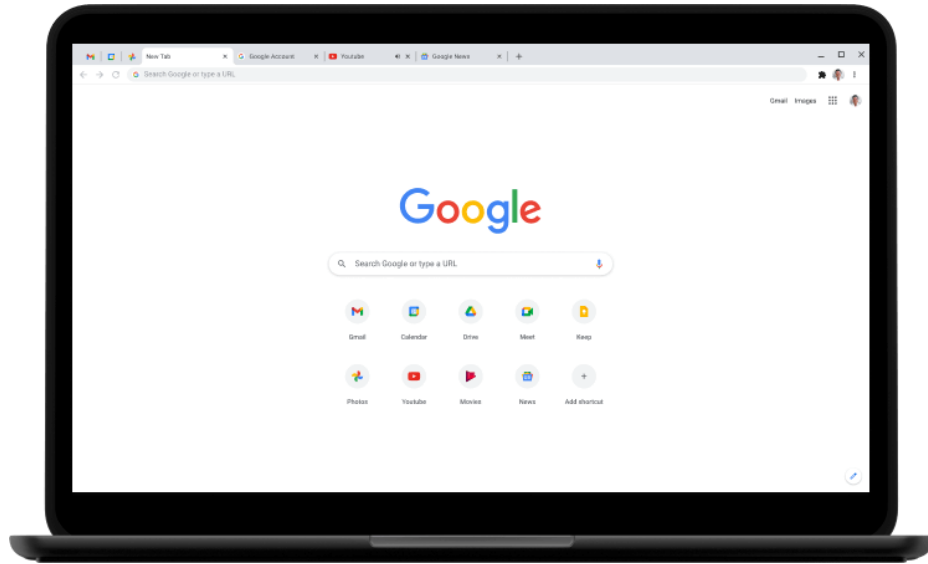 New Tab Google Account Youtube Google News
Search Google or type a URL
Gmail Images
Google
Search Google or type a URL
Gmail Calendar Drive Meet Keep
Photos Youtube Movies News Add shortcut